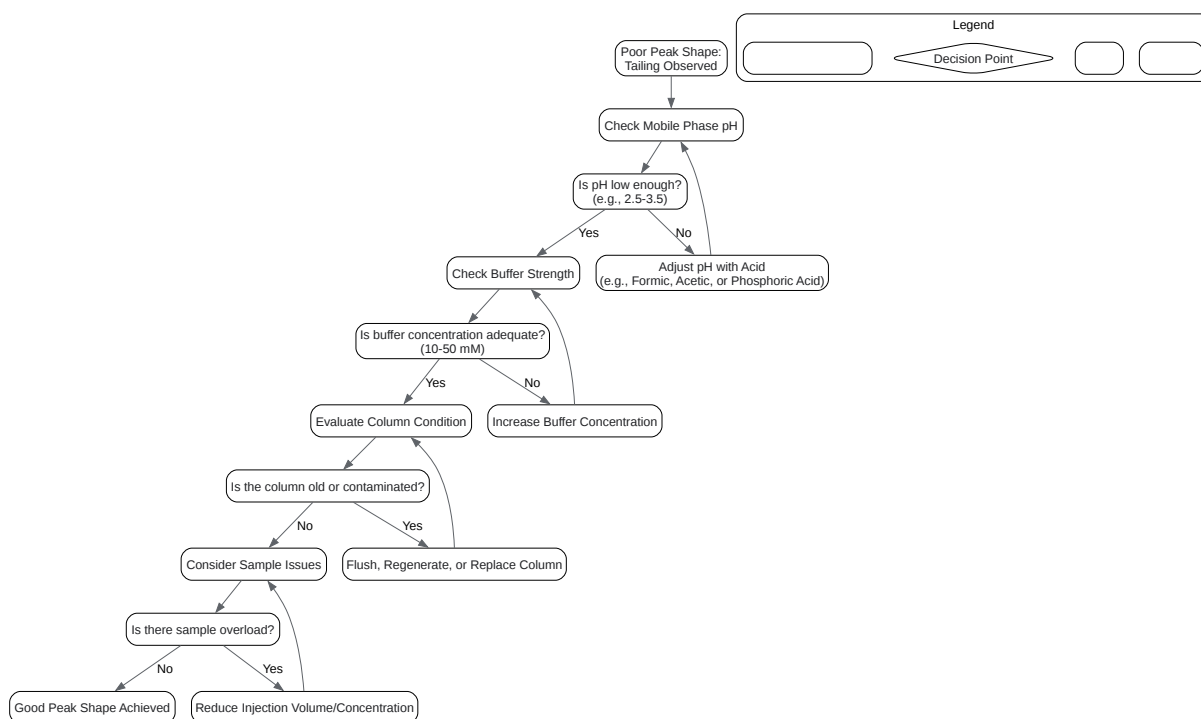 Legend
Poor Peak Shape:
Tailing Observed
Decision Point
Check Mobile Phase pH
Is pH low enough?
(e.g., 2.5-3.5)
Yes
No
Check Buffer Strength
Adjust pH with Acid
(e.g., Formic, Acetic, or Phosphoric Acid)
Is buffer concentration adequate?
(10-50 mM)
Yes
No
Evaluate Column Condition
Increase Buffer Concentration
Is the column old or contaminated?
No
Yes
Consider Sample Issues
Flush, Regenerate, or Replace Column
Is there sample overload?
No
Yes
Good Peak Shape Achieved
Reduce Injection Volume/Concentration